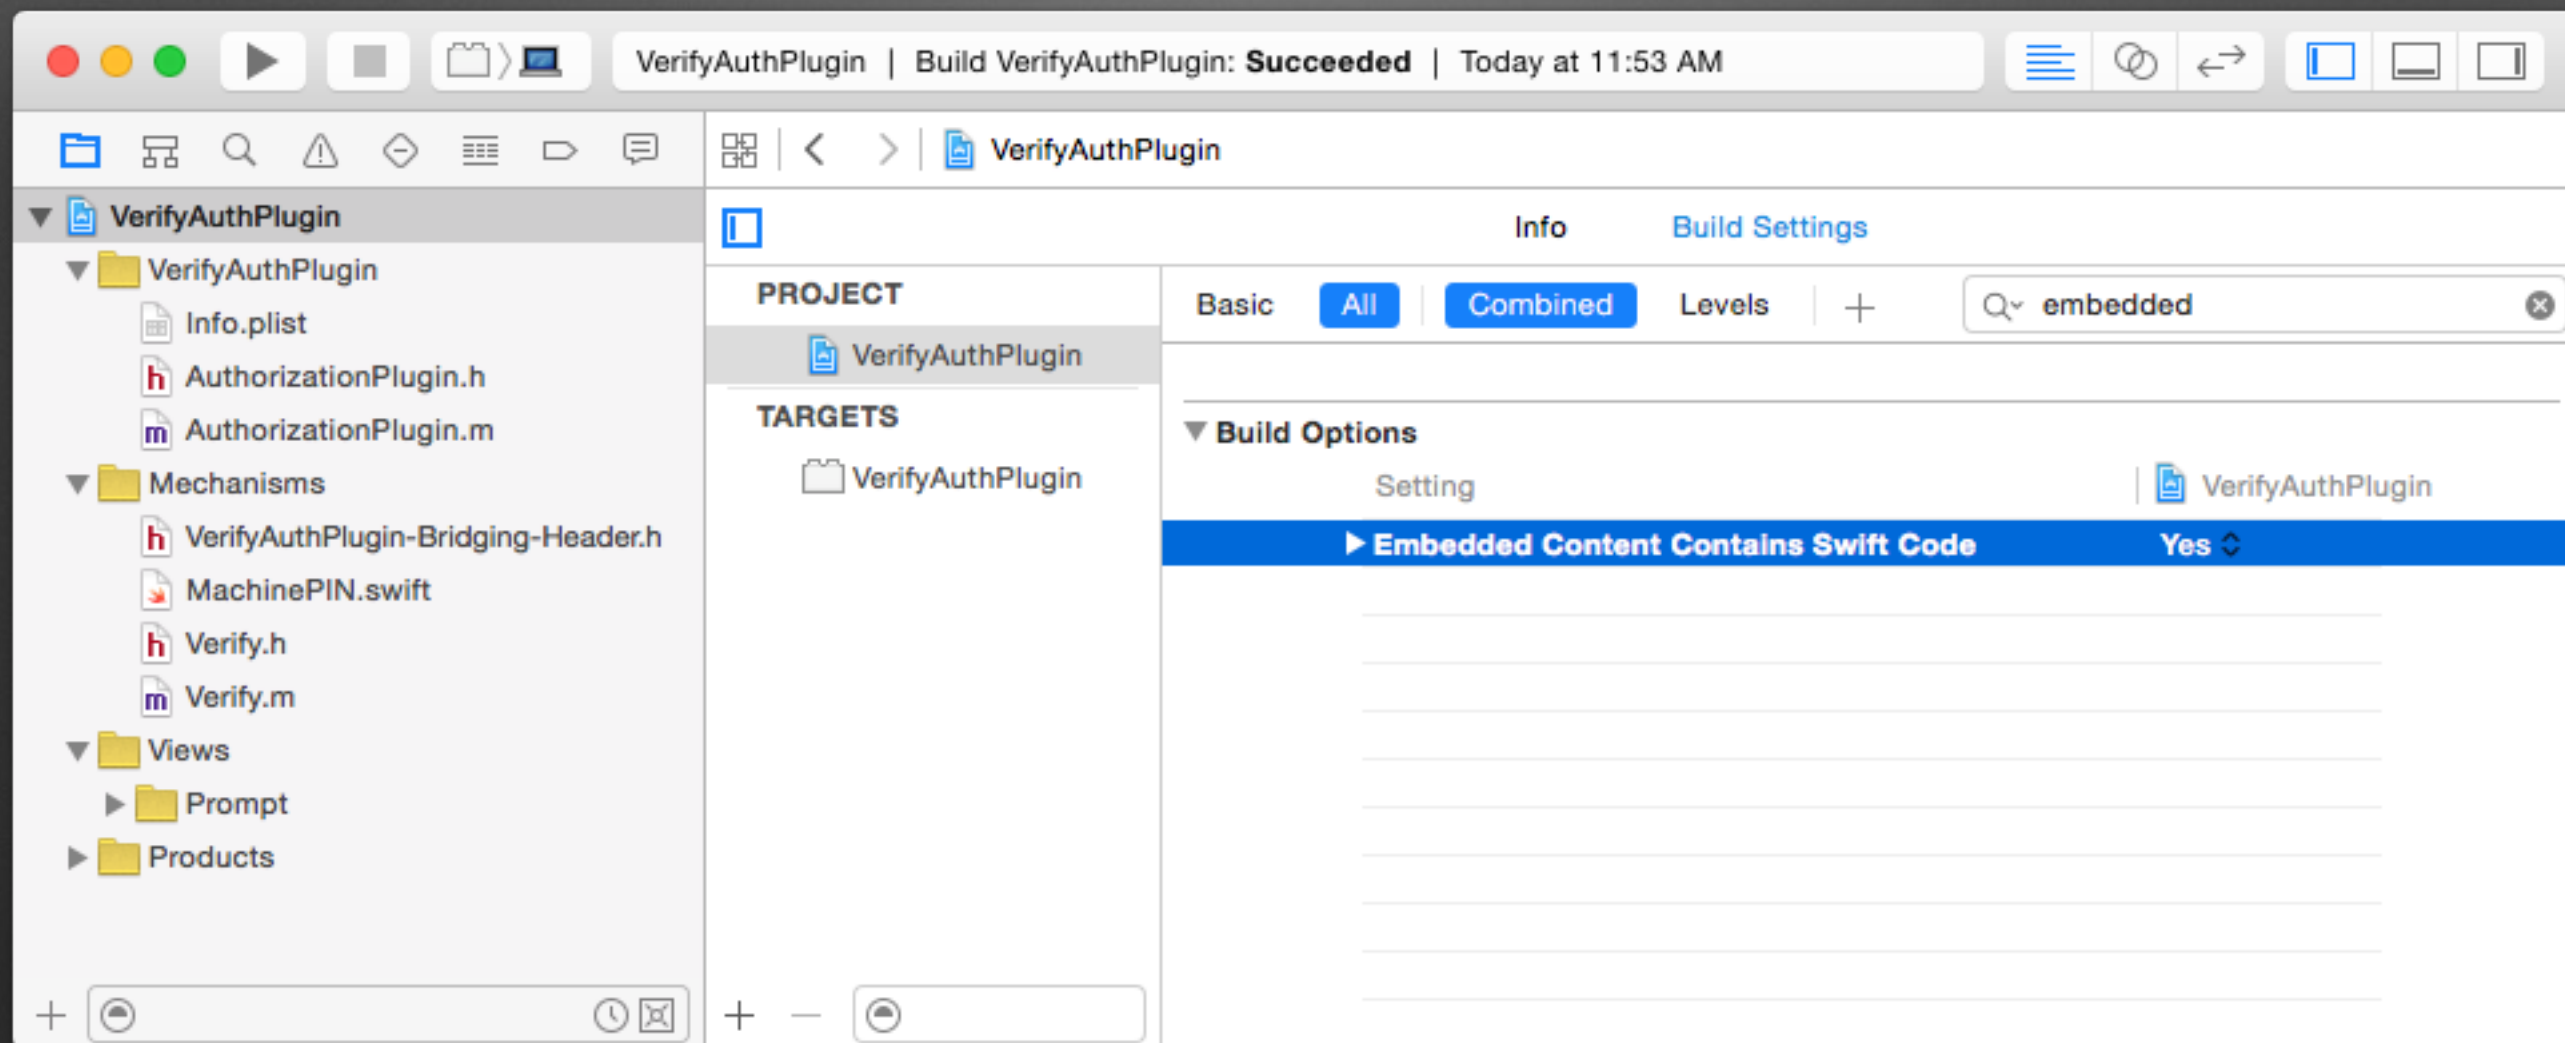 VerifyAuthPlugin | Build VerifyAuthPlugin: Succeeded | Today at 11:53 AM
VerifyAuthPlugin
VerifyAuthPlugin
VerifyAuthPlugin
Info.plist
AuthorizationPlugin.h
AuthorizationPlugin.m
Mechanisms
VerifyAuthPlugin-Bridging-Header.h
MachinePIN.swift
Verify.h
Verify.m
Views
Prompt
Products
Info
Build Settings
PROJECT
VerifyAuthPlugin
TARGETS
VerifyAuthPlugin
Basic
All
Combined
Levels
embedded
Build Options
Setting
VerifyAuthPlugin
Embedded Content Contains Swift Code
Yes